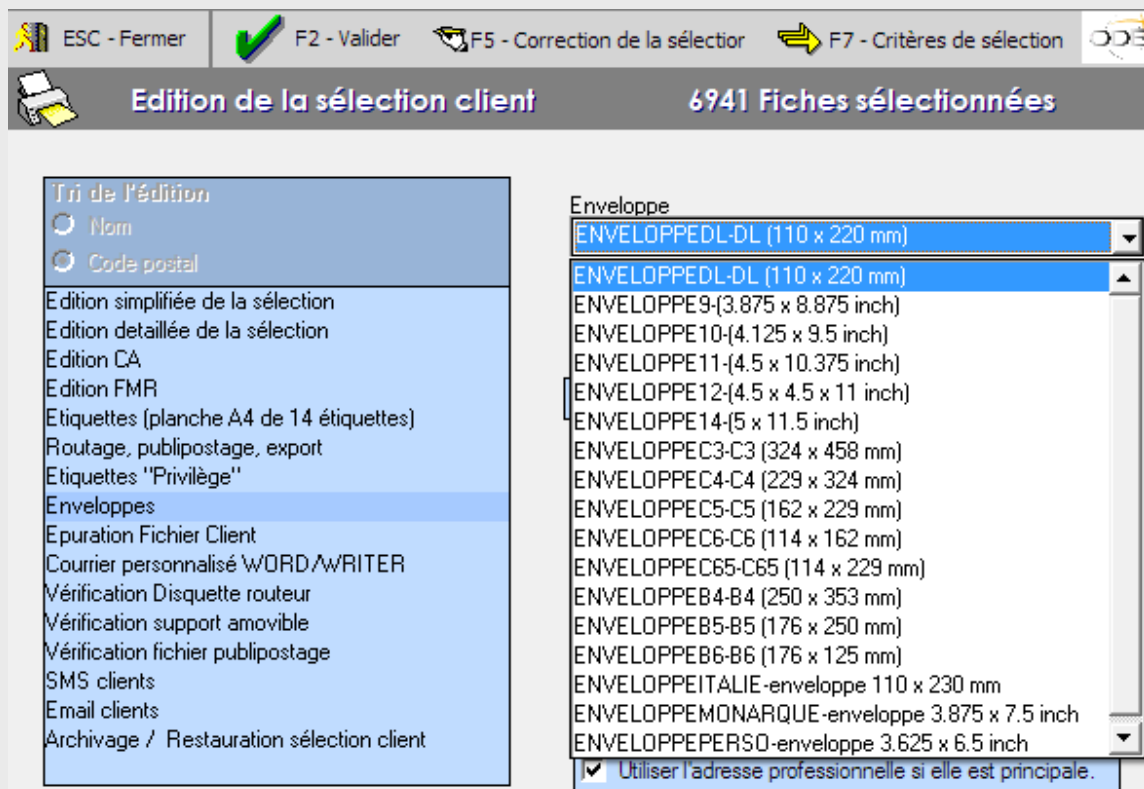 ESC - Fermer
F2 - Valider
F5 - Correction de la sélectior
F7 - Critères de sélection
Edition de la sélection client
6941 Fiches sélectionnées
Tri de l'édition
Nom
Code postal
Edition simplifiée de la sélection
Edition detaillée de la sélection
Edition CA
Edition FMR
Etiquettes (planche A4 de 14 étiquettes)
Routage, publipostage, export
Etiquettes "Privilège"
Enveloppes
Epuration Fichier Client
Courrier personnalisé WORD/WRITER
Vérification Disquette routeur
Vérification support amovible
Vérification fichier publipostage
SMS clients
Email clients
Archivage / Restauration sélection client
Enveloppe
ENVELOPPEDL-DL (110 x 220 mm)
ENVELOPPEDL-DL (110 x 220 mm)
ENVELOPPE9-(3.875 x 8.875 inch)
ENVELOPPE10-(4.125 x 9.5 inch)
ENVELOPPE11-(4.5 x 10.375 inch)
ENVELOPPE12-(4.5 x 4.5 x 11 inch)
ENVELOPPE14-(5 x 11.5 inch)
ENVELOPPEC3-C3 (324 x 458 mm)
ENVELOPPEC4-C4 (229 x 324 mm)
ENVELOPPEC5-C5 (162 x 229 mm)
ENVELOPPEC6-C6 (114 x 162 mm)
ENVELOPPEC65-C65 (114 x 229 mm)
ENVELOPPEB4-B4 (250 x 353 mm)
ENVELOPPEB5-B5 (176 x 250 mm)
ENVELOPPEB6-B6 (176 x 125 mm)
ENVELOPPEITALIE-enveloppe 110 x 230 mm
ENVELOPPEMONARQUE-enveloppe 3.875 x 7.5 inch
ENVELOPPEPERSO-enveloppe 3.625 x 6.5 inch
Utiliser l'adresse professionnelle si elle est principale.